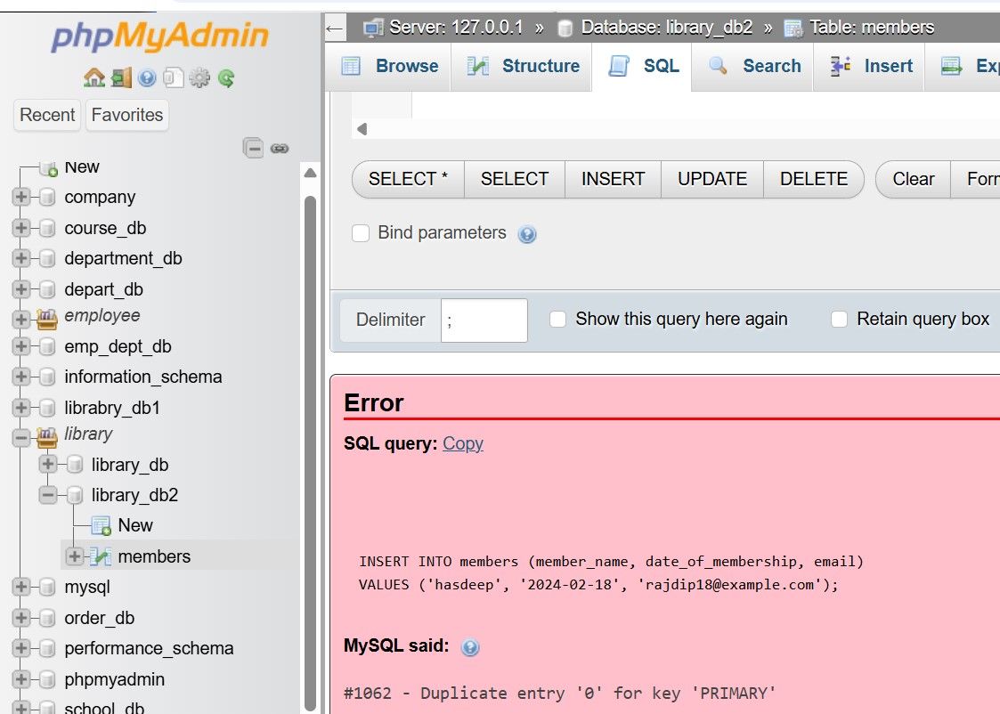 phpMyAdmin
Recent Favorites
New
company
course_db
department_db
depart_db
employee
emp_dept_db
information_schema
librabry_db1
library
library_db
library_db2
New
members
mysql
order_db
performance_schema
phpmyadmin
school_db
Server: 127.0.0.1 » Database: library_db2 » Table: members
Browse Structure SQL Search Insert Exp
SELECT * SELECT INSERT UPDATE DELETE Clear Forr
Bind parameters
Delimiter ; Show this query here again Retain query box
Error
SQL query: Copy
INSERT INTO members (member_name, date_of_membership, email)
VALUES ('hasdeep', '2024-02-18', 'rajdip18@example.com');
MySQL said:
#1062 - Duplicate entry '0' for key 'PRIMARY'